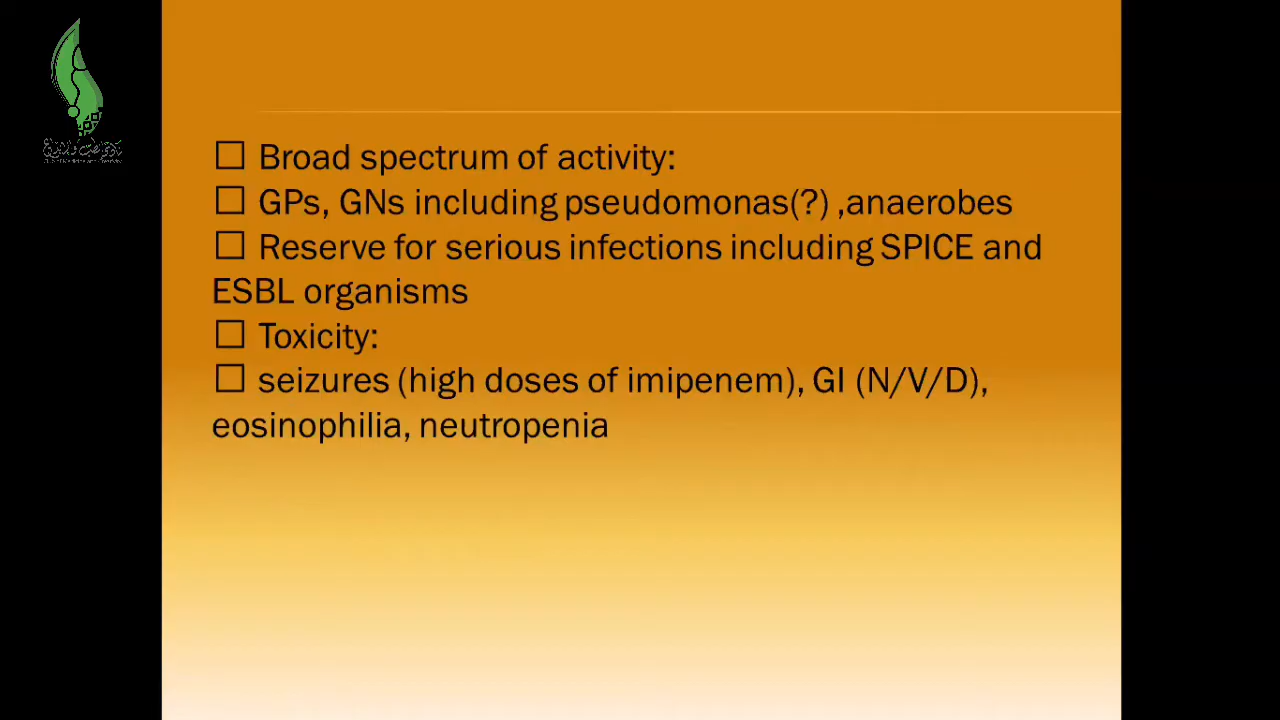 ☐ Broad spectrum of activity:
☐ GPs, GNs including pseudomonas(?) ,anaerobes
☐ Reserve for serious infections including SPICE and
ESBL organisms
☐ Toxicity:
☐ seizures (high doses of imipenem), GI (N/V/D),
eosinophilia, neutropenia